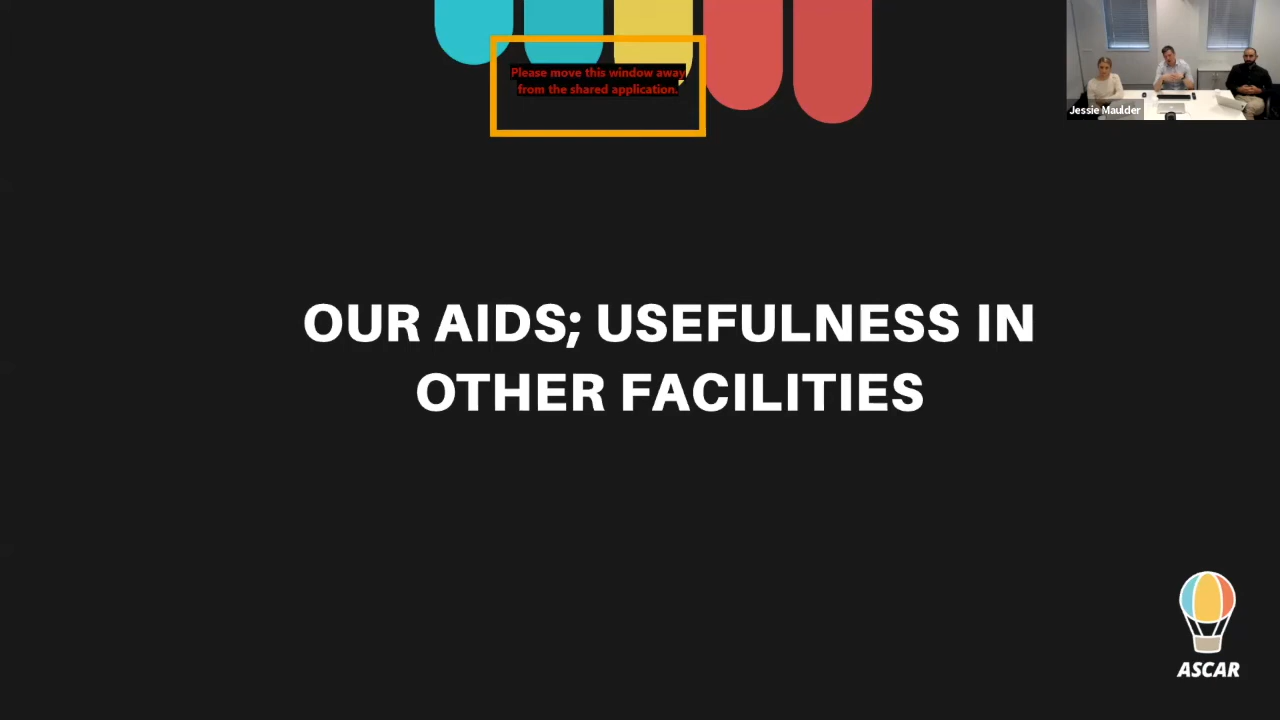 Please move this window away
from the shared application.
Jessie Maulder
OUR AIDS; USEFULNESS IN
OTHER FACILITIES
ASCAR